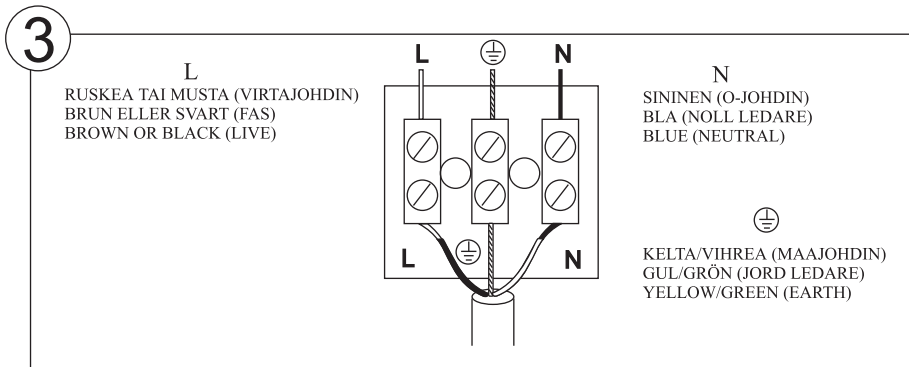 3
L
RUSKEA TAI MUSTA (VIRTAJOHDIN)
BRUN ELLER SVART (FAS)
BROWN OR BLACK (LIVE)
L N
L N
N
SININEN (O-JOHDIN)
BLA (NOLL LEDARE)
BLUE (NEUTRAL)
KELTA/VIHREA (MAAJOHDIN)
GUL/GRÖN (JORD LEDARE)
YELLOW/GREEN (EARTH)